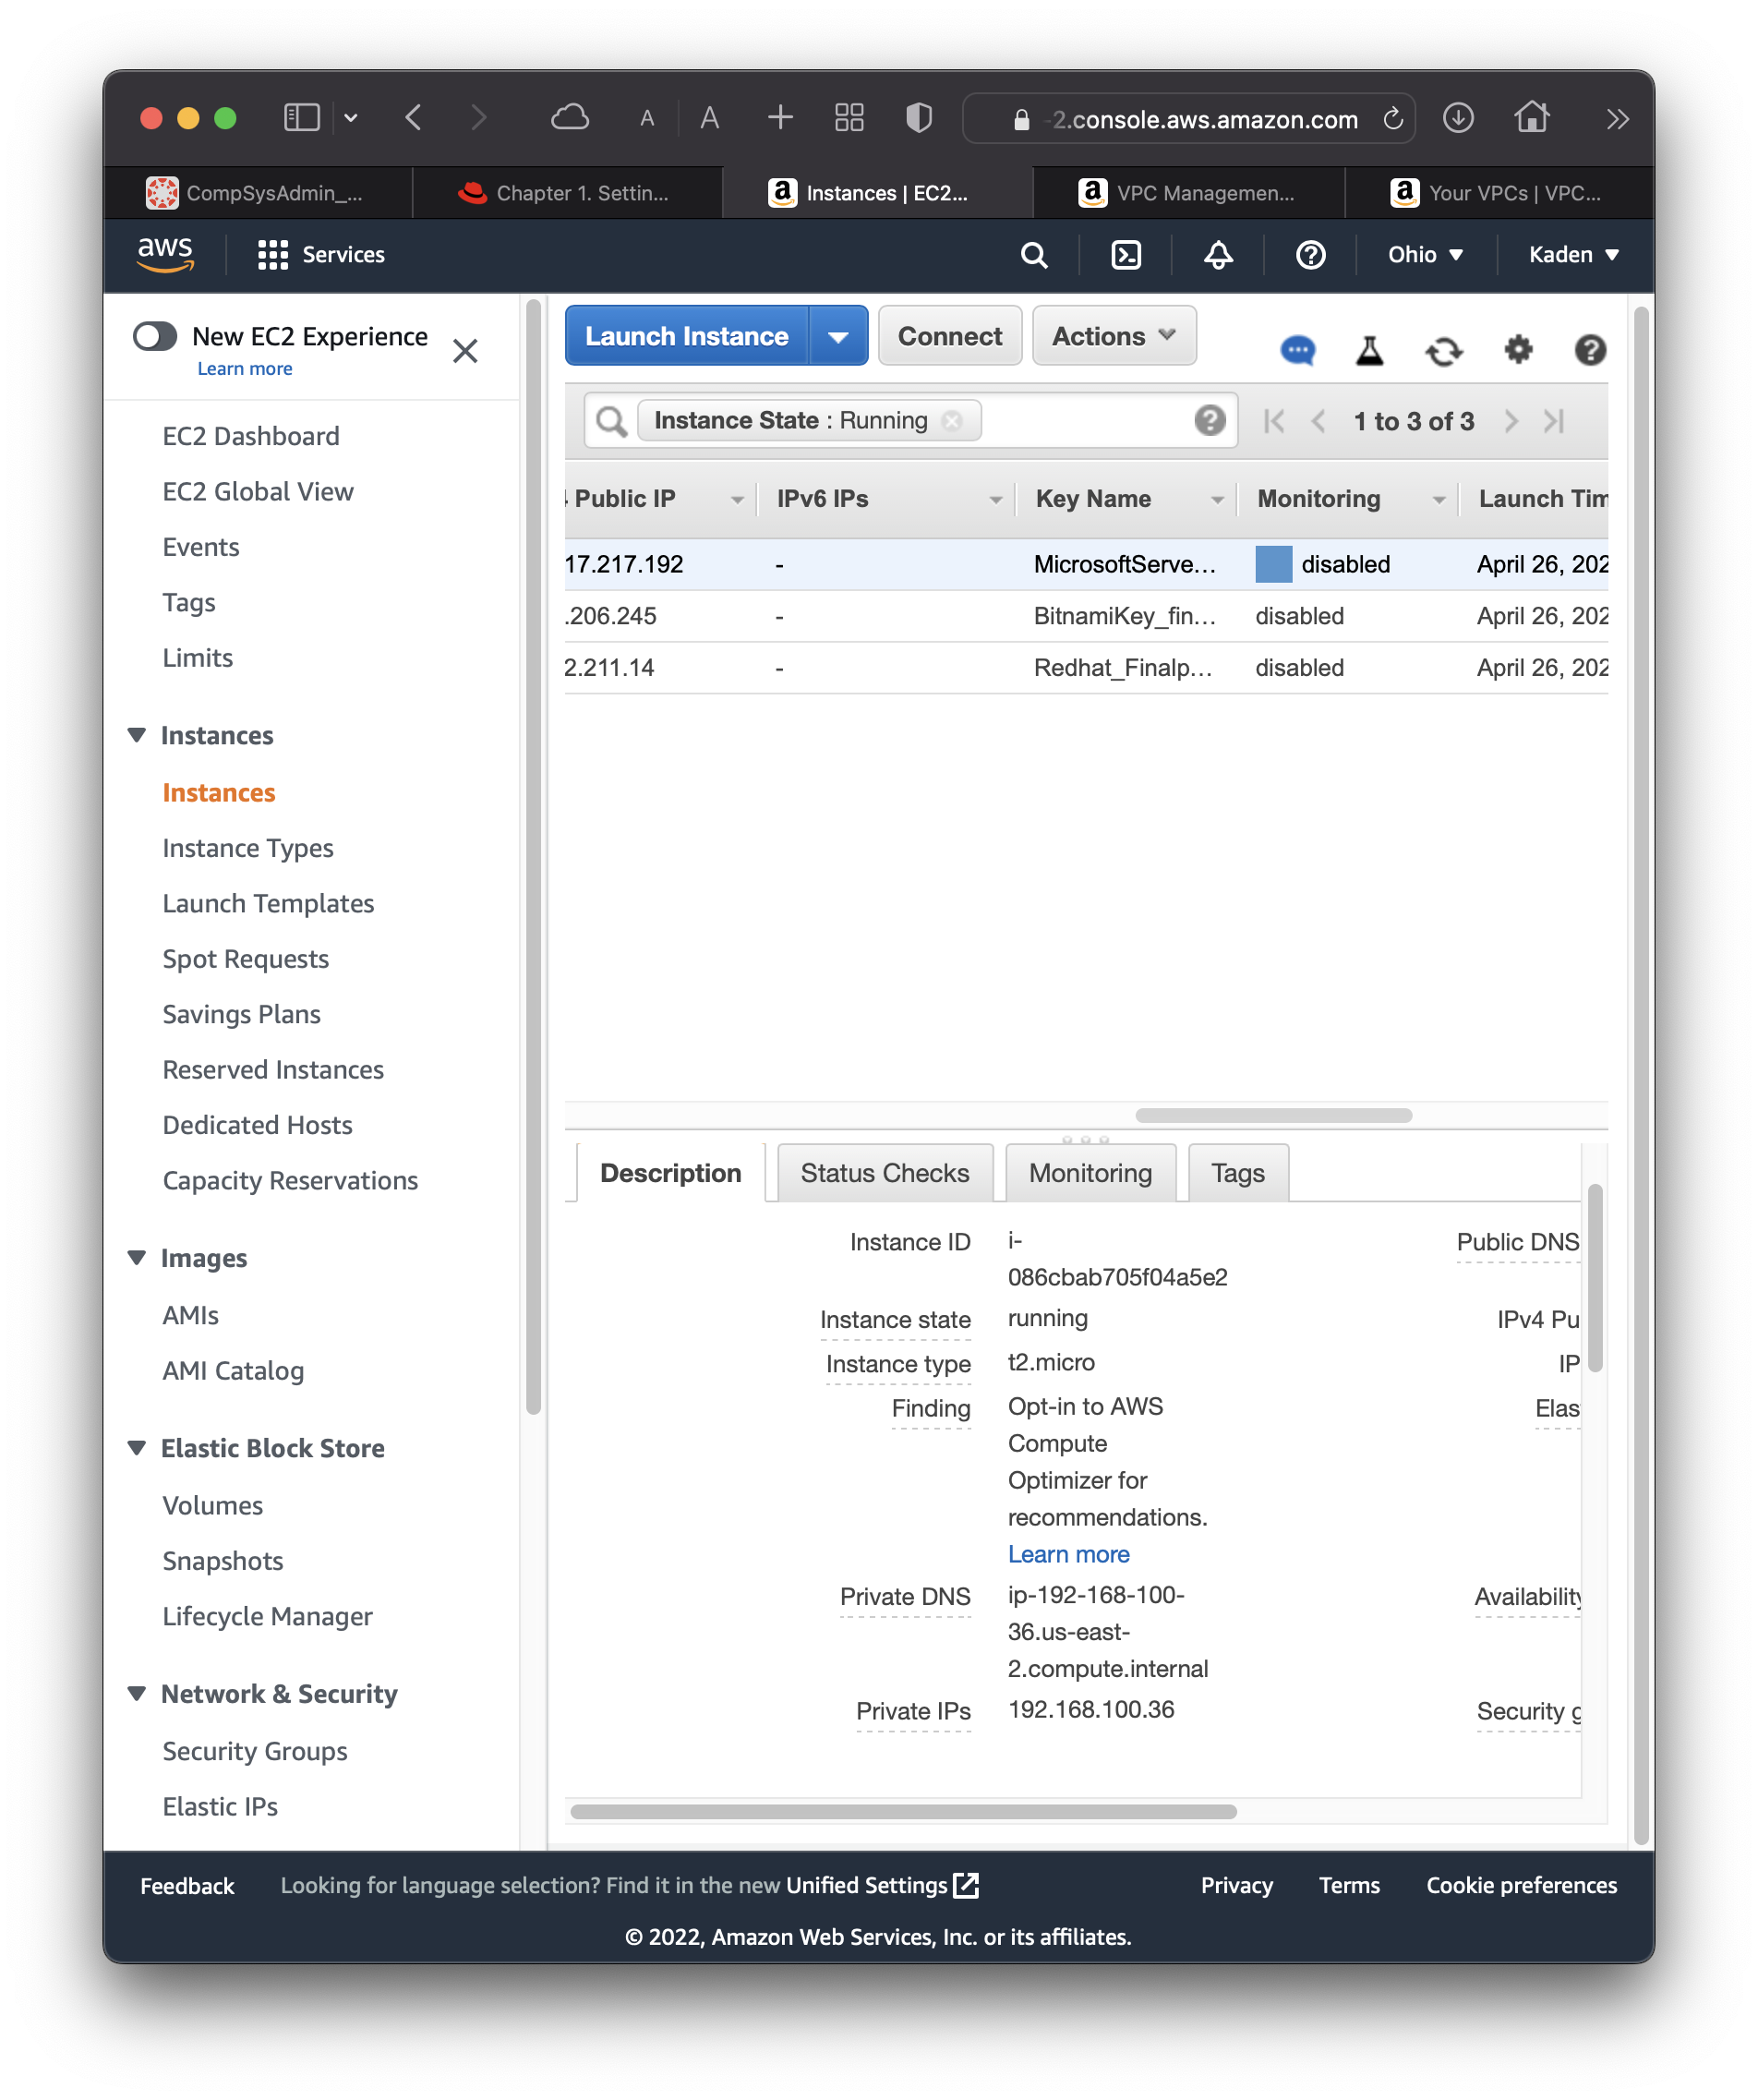 A A -2.console.aws.amazon.com
CompSysAdmin_... Chapter 1. Settin... Instances | EC2... VPC Managemen... Your VPCs | VPC...
aws Services Ohio Kaden
New EC2 Experience
Learn more
EC2 Dashboard
EC2 Global View
Events
Tags
Limits
Instances
Instances
Instance Types
Launch Templates
Spot Requests
Savings Plans
Reserved Instances
Dedicated Hosts
Capacity Reservations
Images
AMIs
AMI Catalog
Elastic Block Store
Volumes
Snapshots
Lifecycle Manager
Network & Security
Security Groups
Elastic IPs
Launch Instance Connect Actions
Instance State : Running 1 to 3 of 3
Public IP IPv6 IPs Key Name Monitoring Launch Tim
17.217.192 - MicrosoftServe... disabled April 26, 202
.206.245 - BitnamiKey_fin... disabled April 26, 202
2.211.14 - Redhat_Finalp... disabled April 26, 202
Description Status Checks Monitoring Tags
Instance ID i- Public DNS
086cbab705f04a5e2
Instance state running IPv4 Pu
Instance type t2.micro IP
Finding Opt-in to AWS Elas
Compute
Optimizer for
recommendations.
Learn more
Private DNS ip-192-168-100- Availability
36.us-east-
2.compute.internal
Private IPs 192.168.100.36 Security g
Feedback Looking for language selection? Find it in the new Unified Settings Privacy Terms Cookie preferences
© 2022, Amazon Web Services, Inc. or its affiliates.